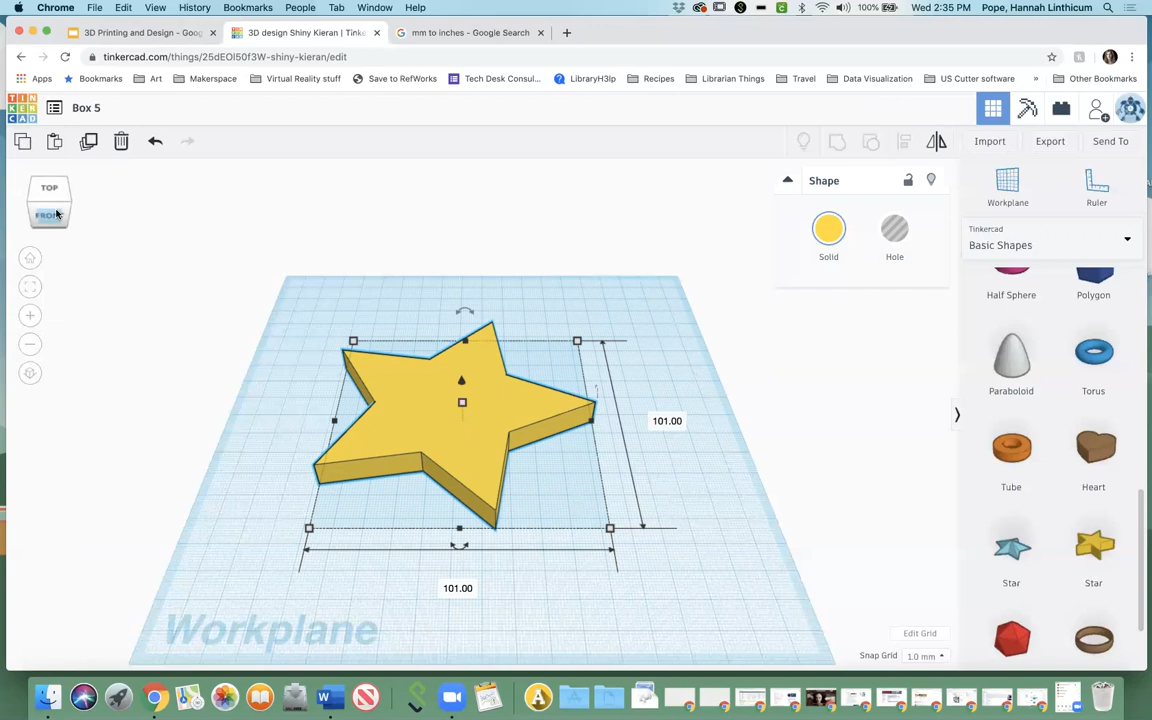 Chrome File Edit View History Bookmarks People Tab Window Help 100% Wed 2:35 PM Pope, Hannah Linthicum
3D Printing and Design - Goog 3D design Shiny Kieran | Tinke mm to inches - Google Search
tinkercad.com/things/25dEOl50f3W-shiny-kieran/edit
Apps Bookmarks Art Makerspace Virtual Reality stuff Save to RefWorks Tech Desk Consul... LibraryH3lp Recipes Librarian Things Travel Data Visualization US Cutter software » Other Bookmarks
TIN
KER
CAD
Box 5
Import Export Send To
TOP
FRONT
Shape
Solid Hole
Workplane Ruler
Tinkercad
Basic Shapes
Half Sphere Polygon
Paraboloid Torus
Tube Heart
Star Star
101.00
101.00
Workplane
Edit Grid
Snap Grid 1.0 mm